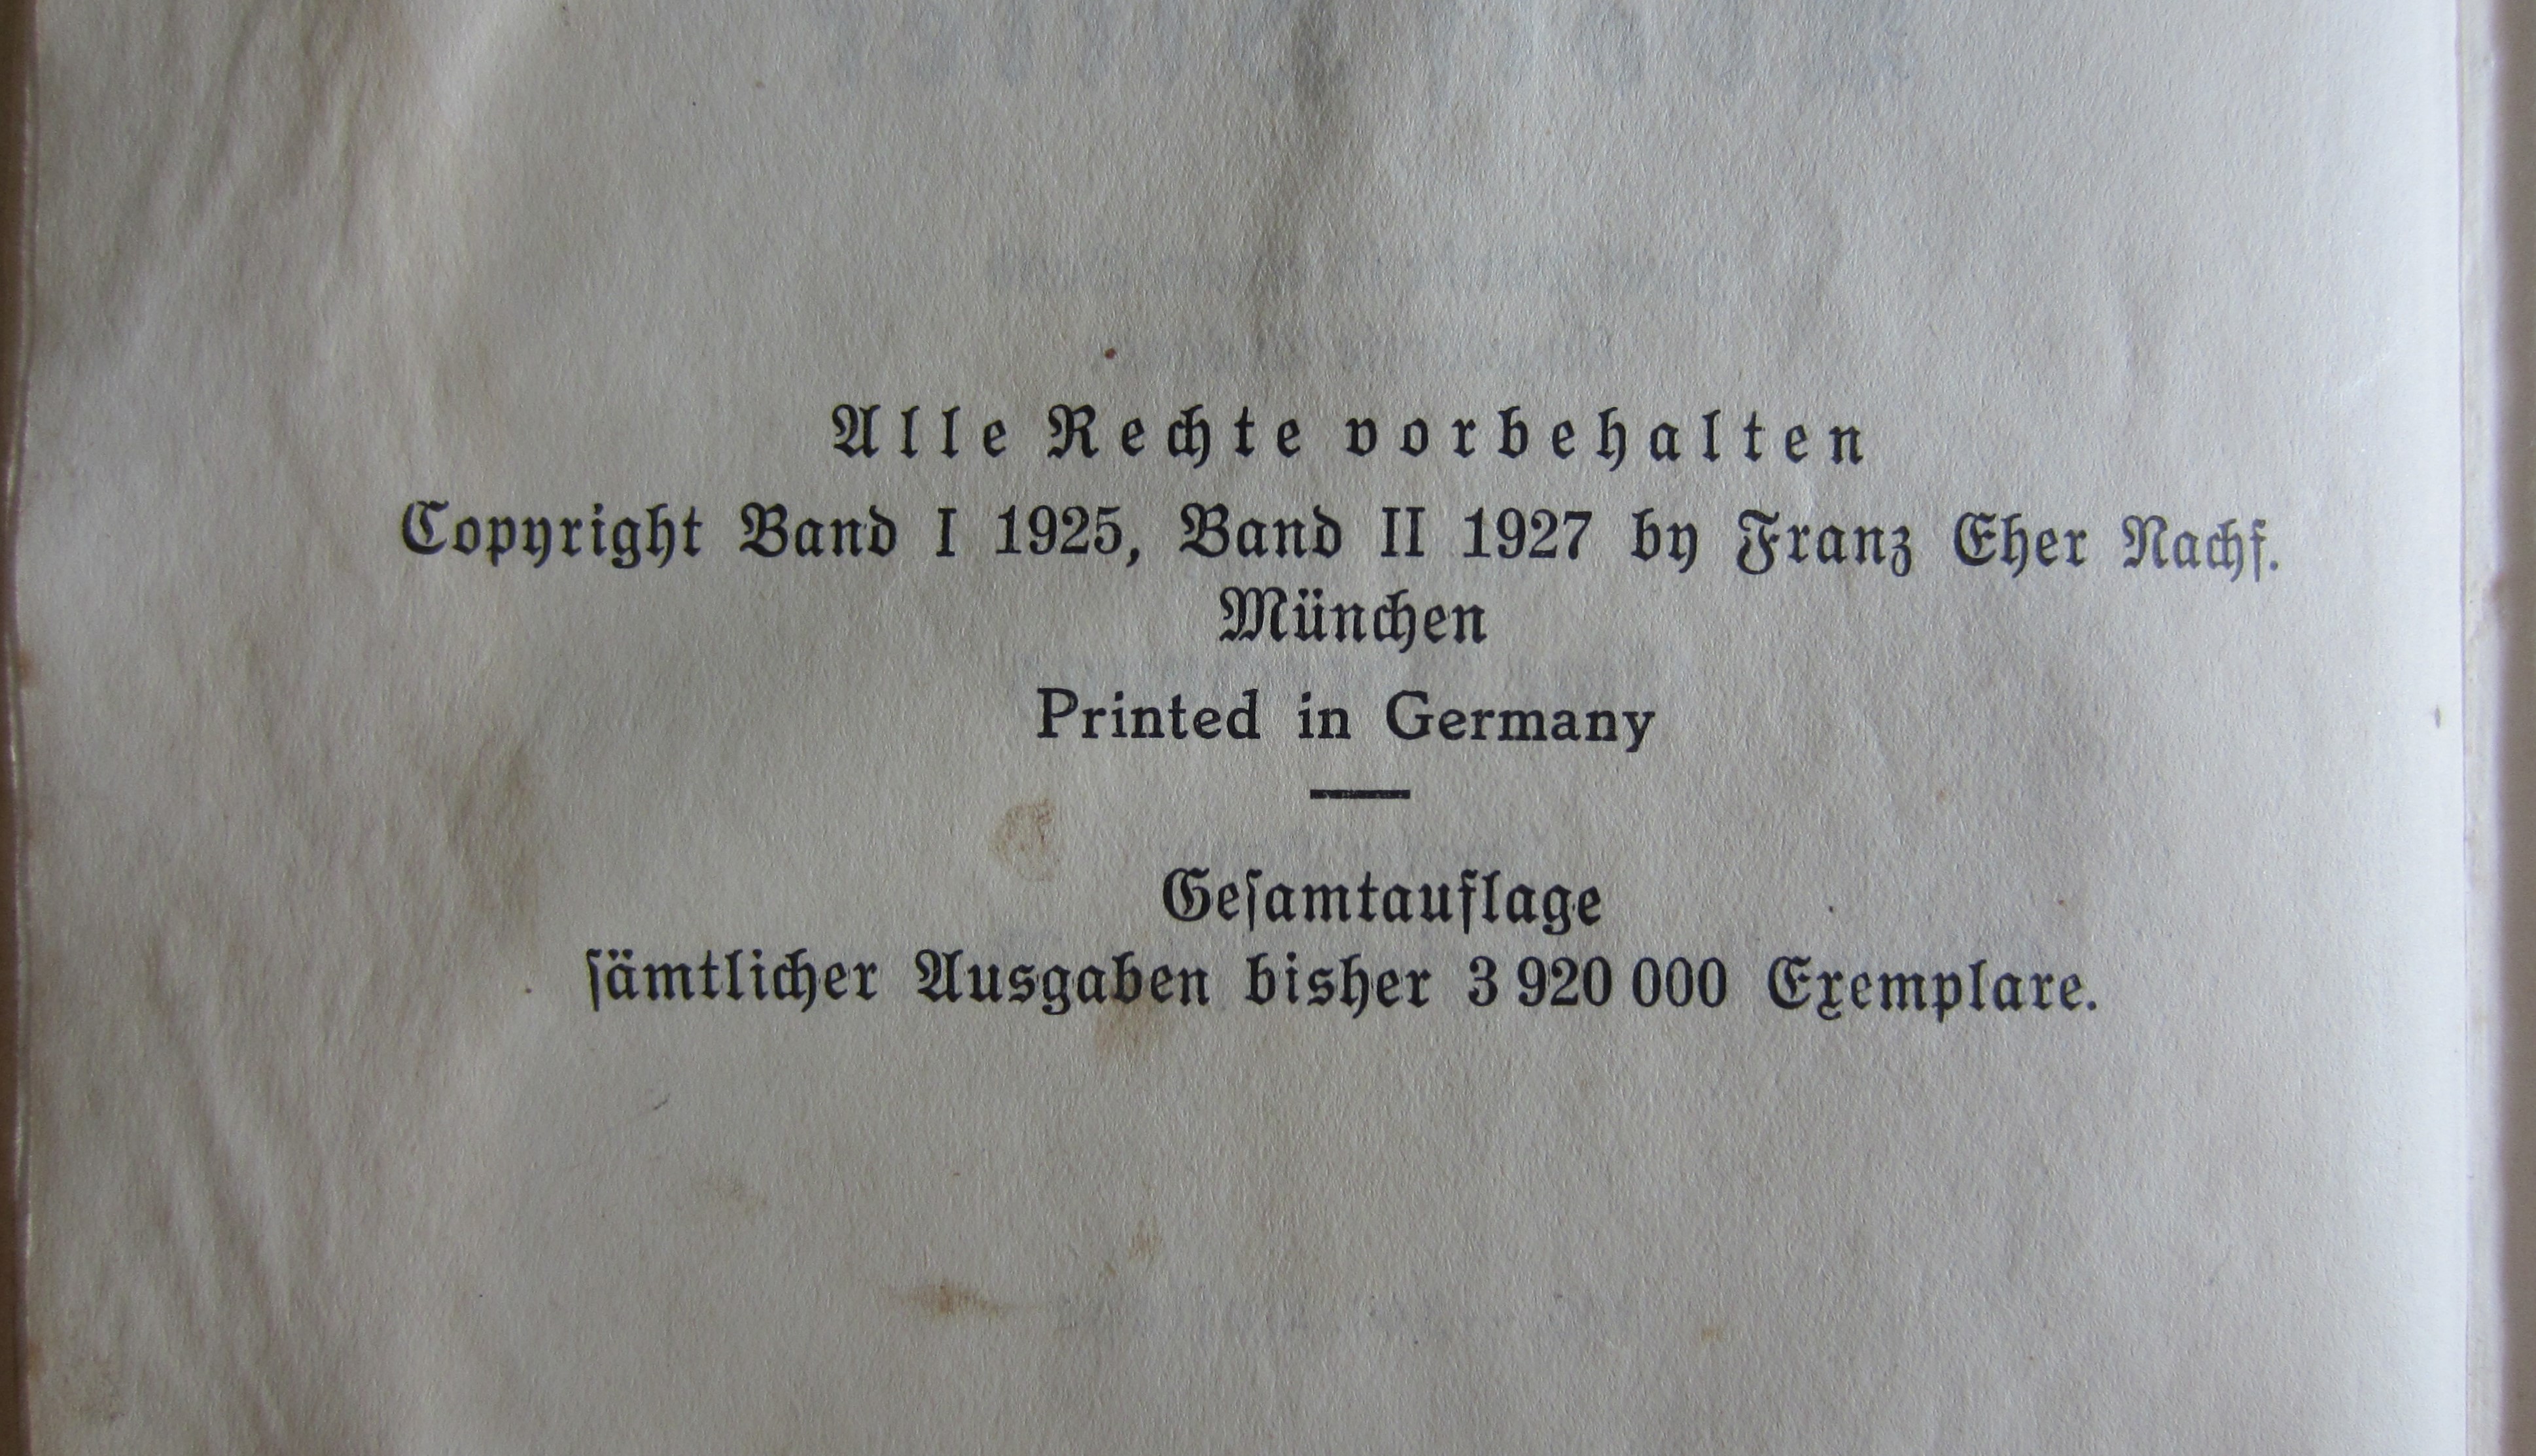 Alle Rechte vorbehalten
Copyright Band I 1925, Band II 1927 by Franz Eher Nachf.
München
Printed in Germany
Geſamtauflage
ſämtlicher Ausgaben bisher 3 920 000 Exemplare.